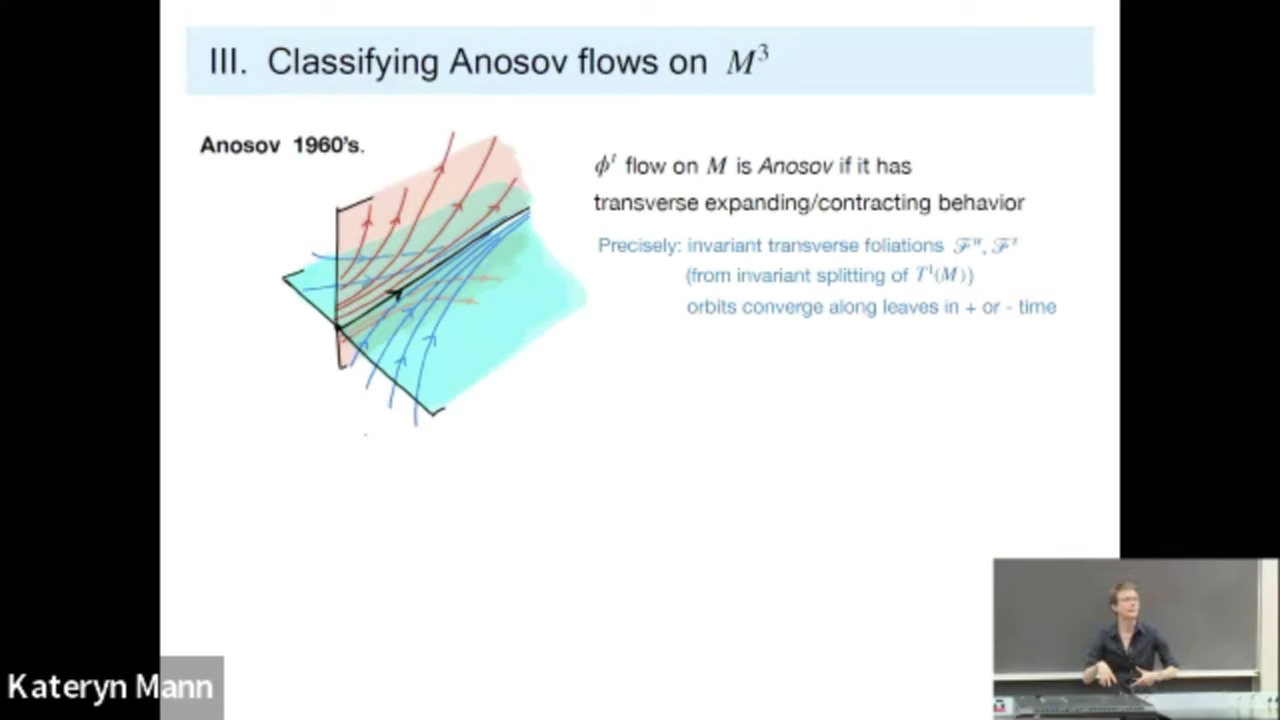 III. Classifying Anosov flows on M³
Anosov 1960's.
ϕᵗ flow on M is Anosov if it has
transverse expanding/contracting behavior
Precisely: invariant transverse foliations ℱᵘ, ℱˢ
(from invariant splitting of T¹(M))
orbits converge along leaves in + or - time
Kateryn Mann